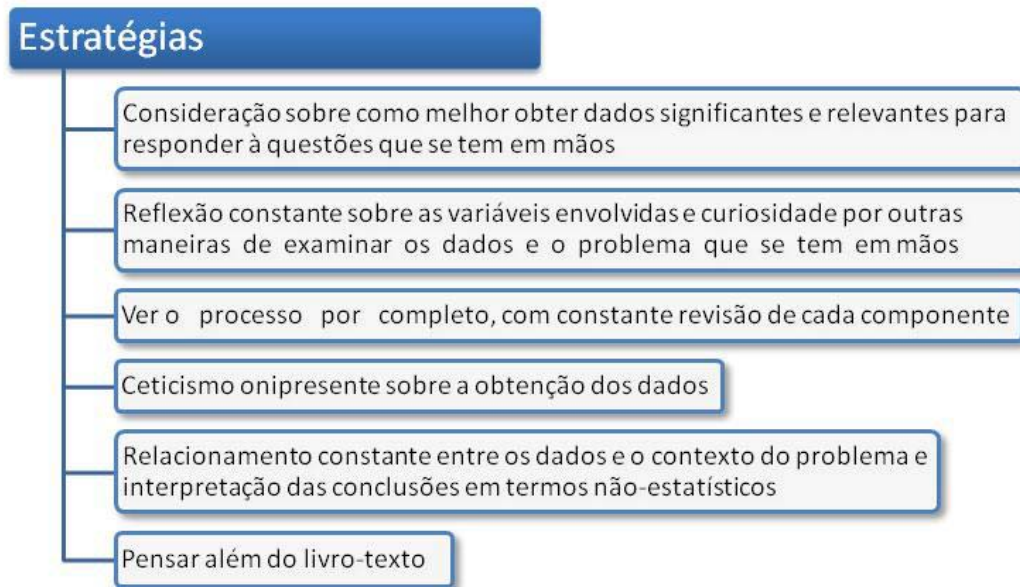 Estratégias
Consideração sobre como melhor obter dados significantes e relevantes para
responder à questões que se tem em mãos
Reflexão constante sobre as variáveis envolvidas e curiosidade por outras
maneiras de examinar os dados e o problema que se tem em mãos
Ver o processo por completo, com constante revisão de cada componente
Ceticismo onipresente sobre a obtenção dos dados
Relacionamento constante entre os dados e o contexto do problema e
interpretação das conclusões em termos não-estatísticos
Pensar além do livro-texto